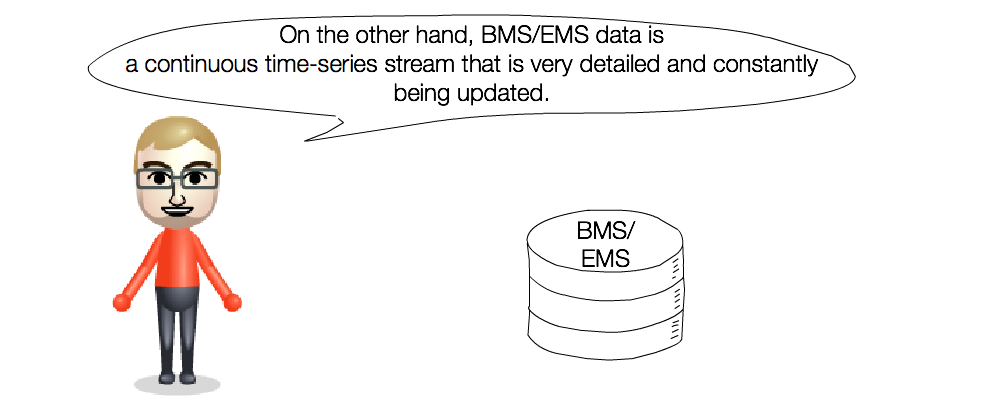 On the other hand, BMS/EMS data is
a continuous time-series stream that is very detailed and constantly
being updated.
BMS/
EMS